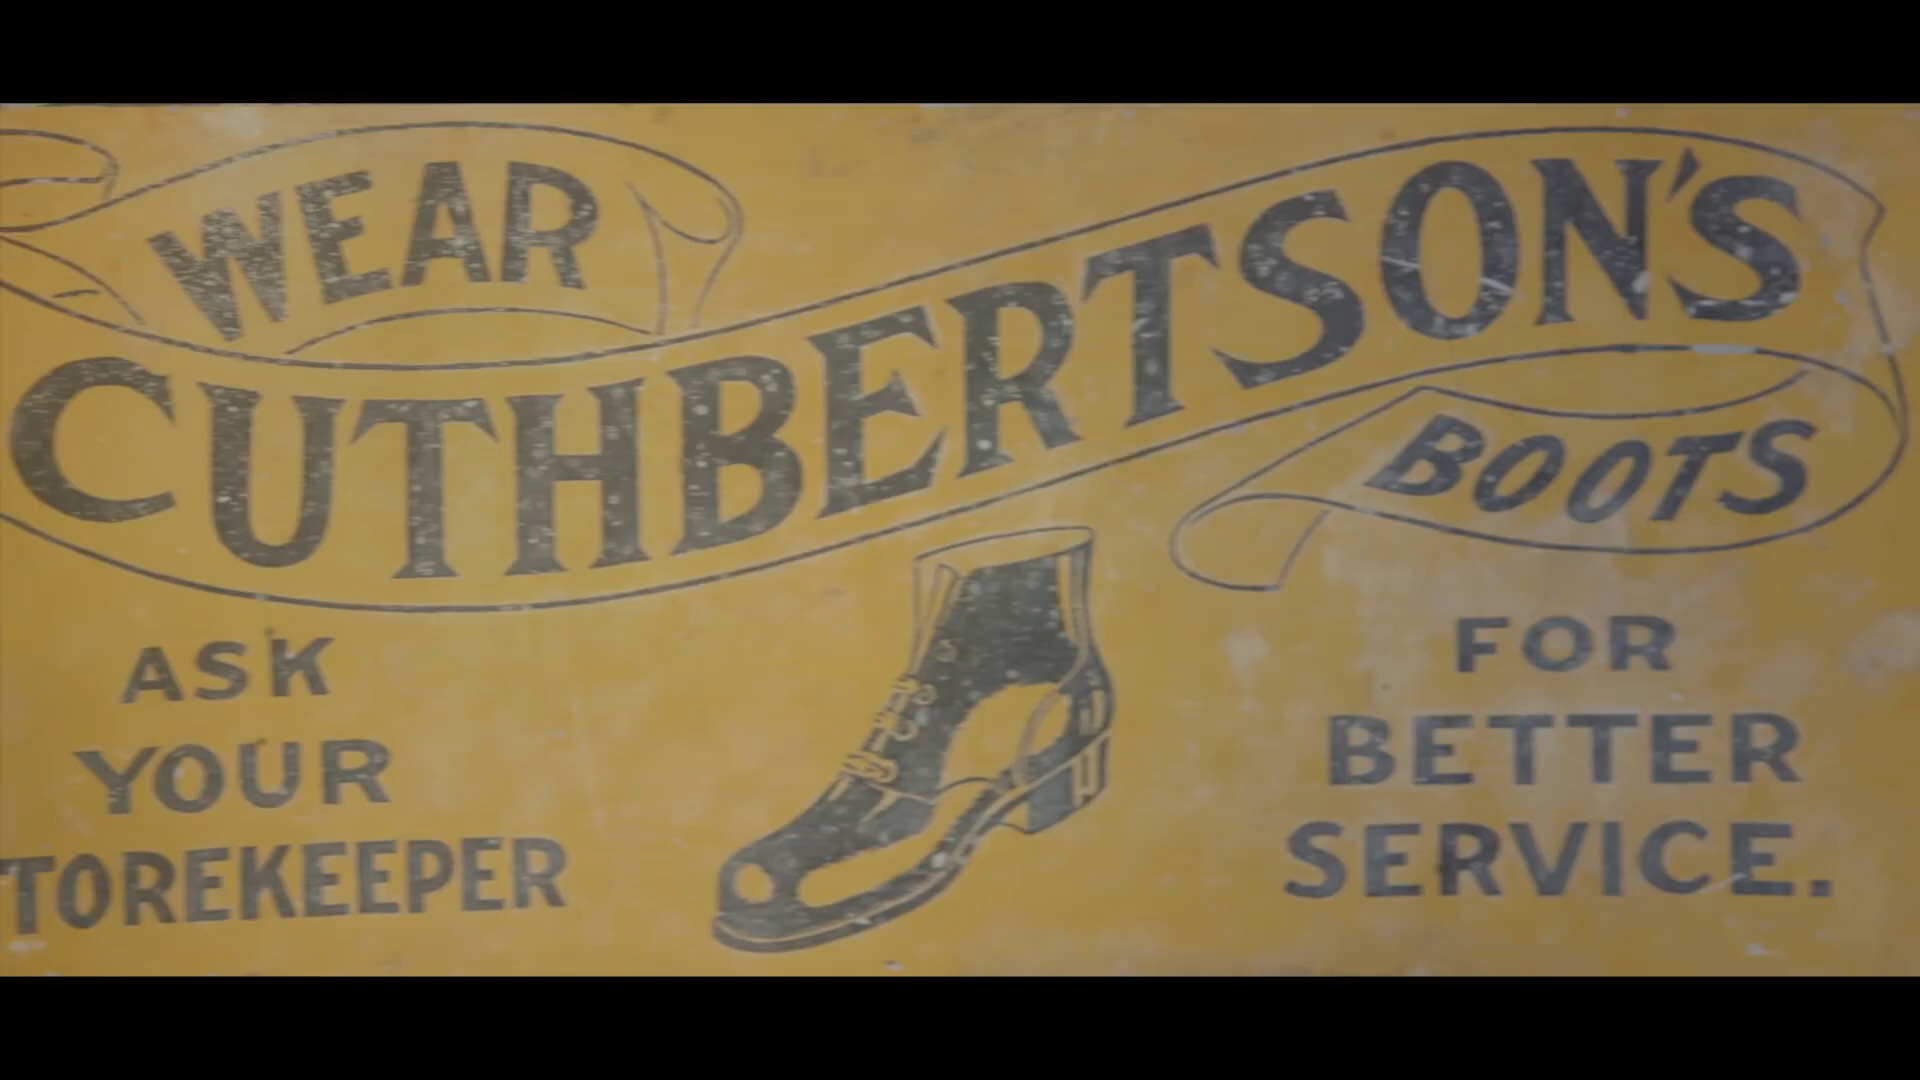 WEAR
CUTHBERTSON'S
BOOTS
ASK
YOUR
TOREKEEPER
FOR
BETTER
SERVICE.